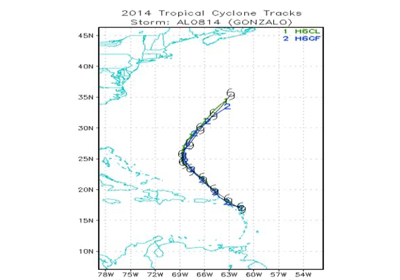 2014 Tropical Cyclone Tracks
Storm: AL0814 (GONZALO)
1 H6CL
2 H6GF
45N
40N
35N
30N
25N
20N
15N
10N
78W 75W 72W 69W 66W 63W 60W 57W 54W